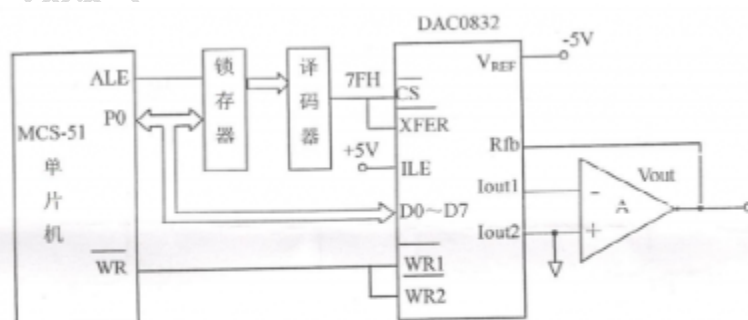 DAC0832
MCS-51
单
片
机
ALE
P0
WR
锁
存
器
译
码
器
7FH
+5V
CS
XFER
ILE
D0～D7
WR1
WR2
VREF
Rfb
Iout1
Iout2
-5V
Vout
-
A
+